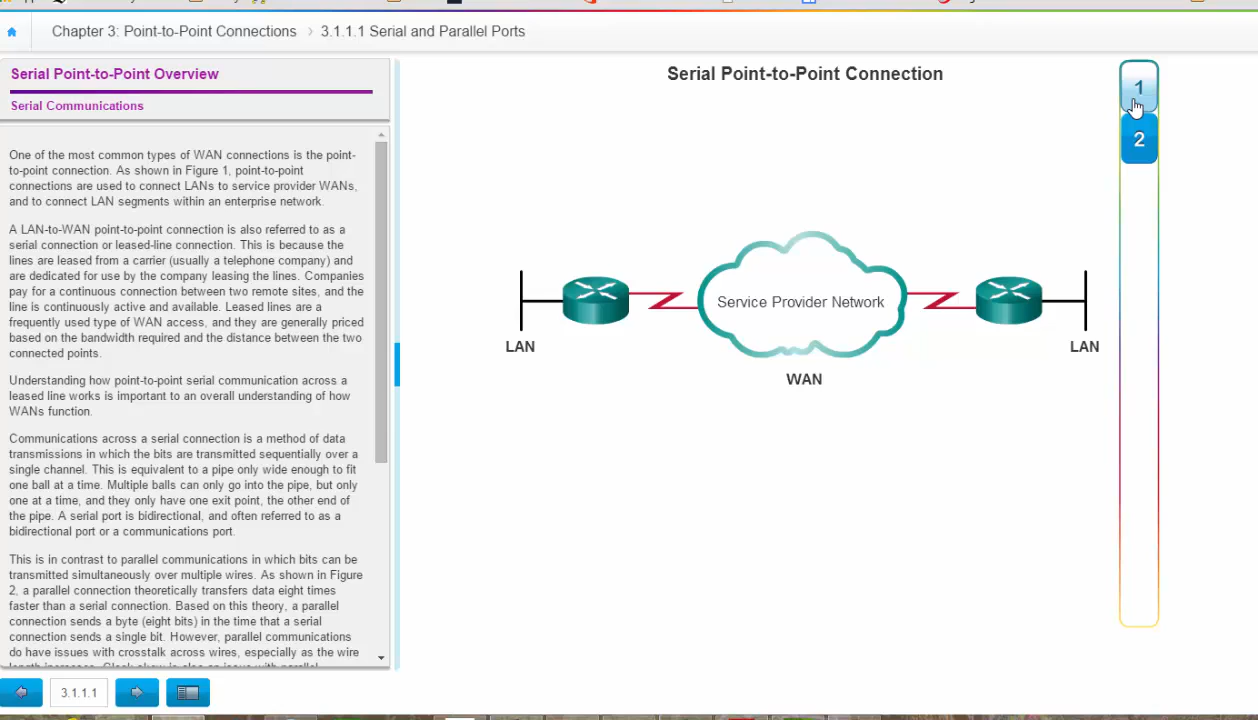 Chapter 3: Point-to-Point Connections › 3.1.1.1 Serial and Parallel Ports
Serial Point-to-Point Overview
Serial Communications
One of the most common types of WAN connections is the point-
to-point connection. As shown in Figure 1, point-to-point
connections are used to connect LANs to service provider WANs,
and to connect LAN segments within an enterprise network.
A LAN-to-WAN point-to-point connection is also referred to as a
serial connection or leased-line connection. This is because the
lines are leased from a carrier (usually a telephone company) and
are dedicated for use by the company leasing the lines. Companies
pay for a continuous connection between two remote sites, and the
line is continuously active and available. Leased lines are a
frequently used type of WAN access, and they are generally priced
based on the bandwidth required and the distance between the two
connected points.
Understanding how point-to-point serial communication across a
leased line works is important to an overall understanding of how
WANs function.
Communications across a serial connection is a method of data
transmissions in which the bits are transmitted sequentially over a
single channel. This is equivalent to a pipe only wide enough to fit
one ball at a time. Multiple balls can only go into the pipe, but only
one at a time, and they only have one exit point, the other end of
the pipe. A serial port is bidirectional, and often referred to as a
bidirectional port or a communications port.
This is in contrast to parallel communications in which bits can be
transmitted simultaneously over multiple wires. As shown in Figure
2, a parallel connection theoretically transfers data eight times
faster than a serial connection. Based on this theory, a parallel
connection sends a byte (eight bits) in the time that a serial
connection sends a single bit. However, parallel communications
do have issues with crosstalk across wires, especially as the wire
length increases. Clock skew is also an issue with parallel
3.1.1.1
Serial Point-to-Point Connection
Service Provider Network
LAN
LAN
WAN
1
2